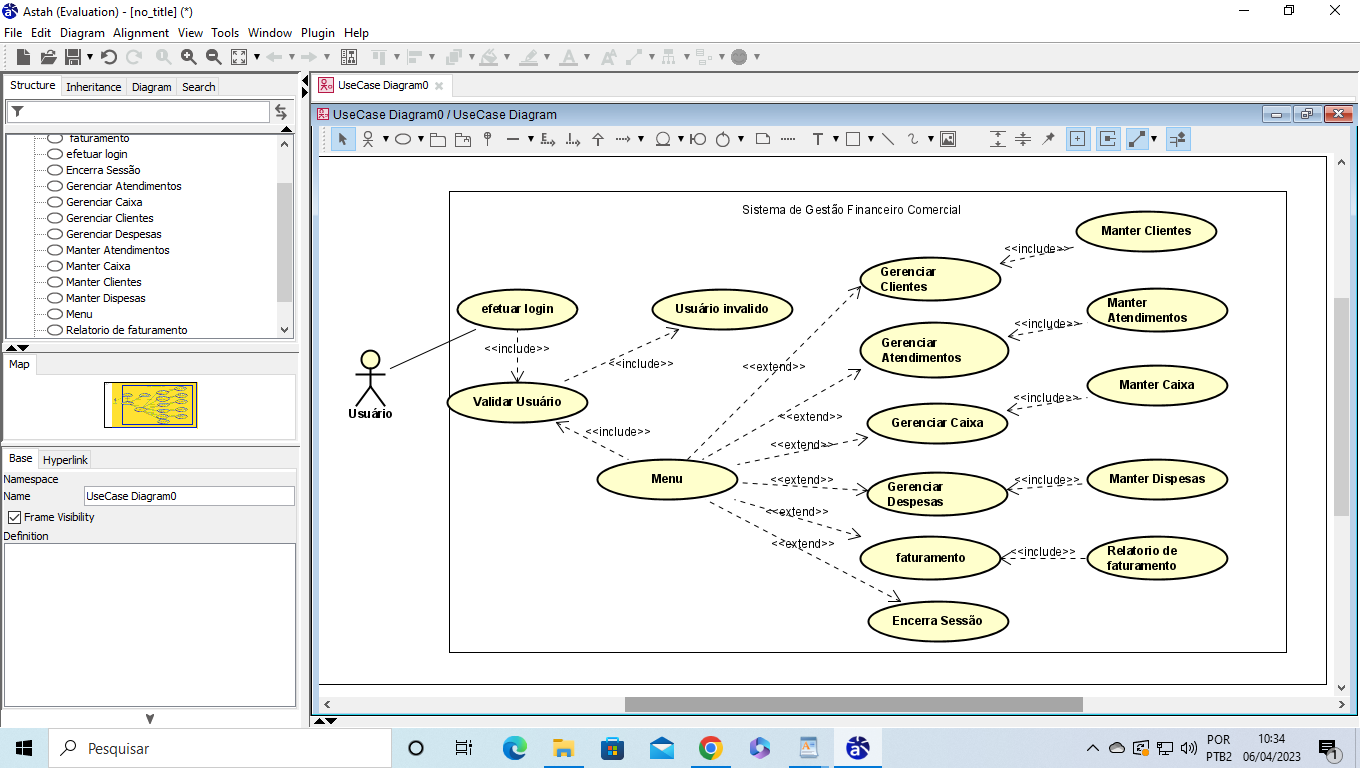 Astah (Evaluation) - [no_title] (*)
File Edit Diagram Alignment View Tools Window Plugin Help
Structure Inheritance Diagram Search
faturamento
efetuar login
Encerra Sessão
Gerenciar Atendimentos
Gerenciar Caixa
Gerenciar Clientes
Gerenciar Despesas
Manter Atendimentos
Manter Caixa
Manter Clientes
Manter Dispesas
Menu
Relatorio de faturamento
Map
Base Hyperlink
Namespace
Name UseCase Diagram0
Frame Visibility
Definition
UseCase Diagram0
UseCase Diagram0 / UseCase Diagram
Sistema de Gestão Financeiro Comercial
Usuário
efetuar login
<<include>>
Validar Usuário
Usuário invalido
<<include>>
<<include>>
Menu
<<extend>>
<<extend>>
<<extend>>
<<extend>>
<<extend>>
<<extend>>
Gerenciar
Clientes
<<include>>
Manter Clientes
Gerenciar
Atendimentos
<<include>>
Manter
Atendimentos
Gerenciar Caixa
<<include>>
Manter Caixa
Gerenciar
Despesas
<<include>>
Manter Dispesas
faturamento
<<include>>
Relatorio de
faturamento
Encerra Sessão
Pesquisar
POR
PTB2
10:34
06/04/2023
1